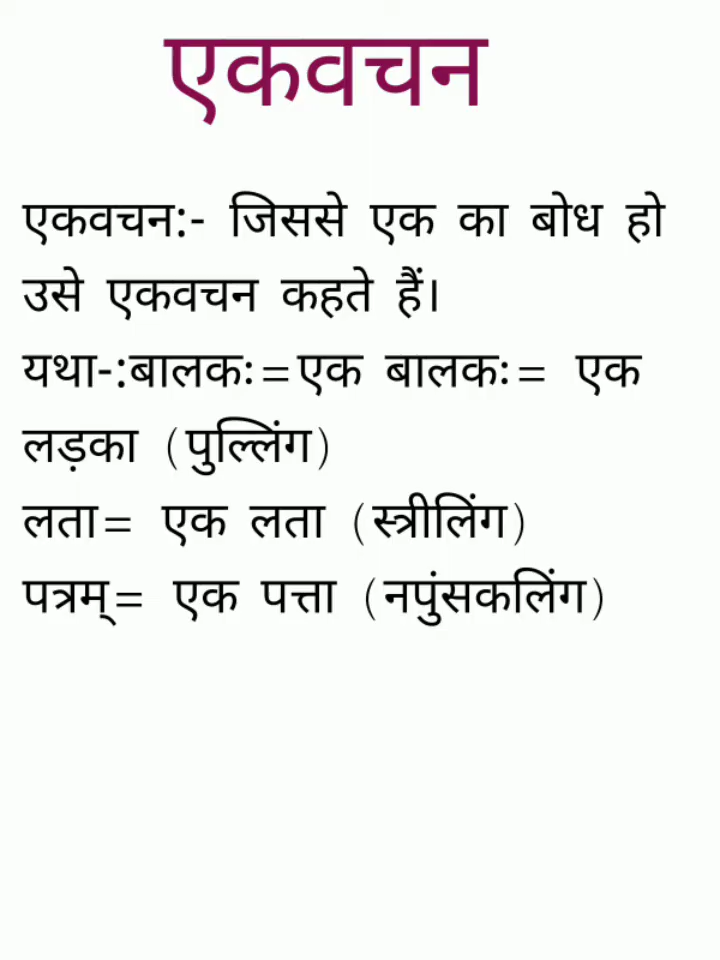 एकवचन
एकवचन:- जिससे एक का बोध हो
उसे एकवचन कहते हैं।
यथा-:बालकः=एक बालकः= एक
लड़का (पुल्लिंग)
लता= एक लता (स्त्रीलिंग)
पत्रम्= एक पत्ता (नपुंसकलिंग)